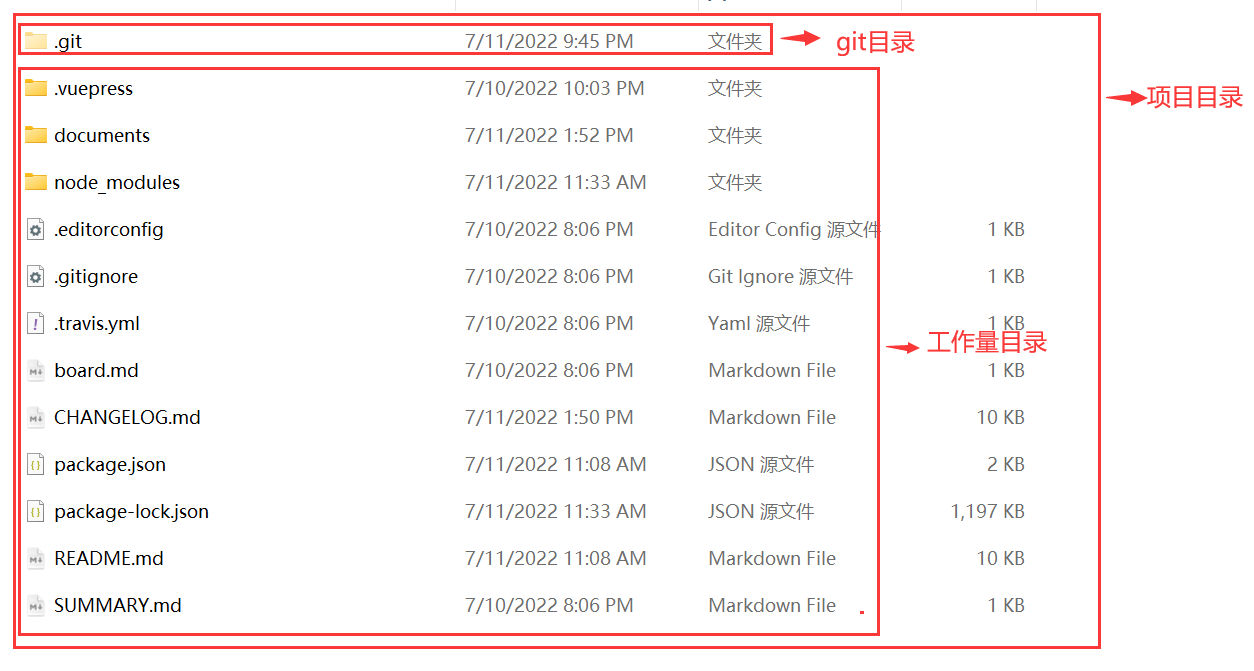 .git 7/11/2022 9:45 PM 文件夹 git目录
.vuepress 7/10/2022 10:03 PM 文件夹 项目目录
documents 7/11/2022 1:52 PM 文件夹
node_modules 7/11/2022 11:33 AM 文件夹
.editorconfig 7/10/2022 8:06 PM Editor Config 源文件 1 KB
.gitignore 7/10/2022 8:06 PM Git Ignore 源文件 1 KB
.travis.yml 7/10/2022 8:06 PM Yaml 源文件 1 KB
工作量目录
board.md 7/10/2022 8:06 PM Markdown File 1 KB
CHANGELOG.md 7/11/2022 1:50 PM Markdown File 10 KB
package.json 7/11/2022 11:08 AM JSON 源文件 2 KB
package-lock.json 7/11/2022 11:33 AM JSON 源文件 1,197 KB
README.md 7/11/2022 11:08 AM Markdown File 10 KB
SUMMARY.md 7/10/2022 8:06 PM Markdown File 1 KB